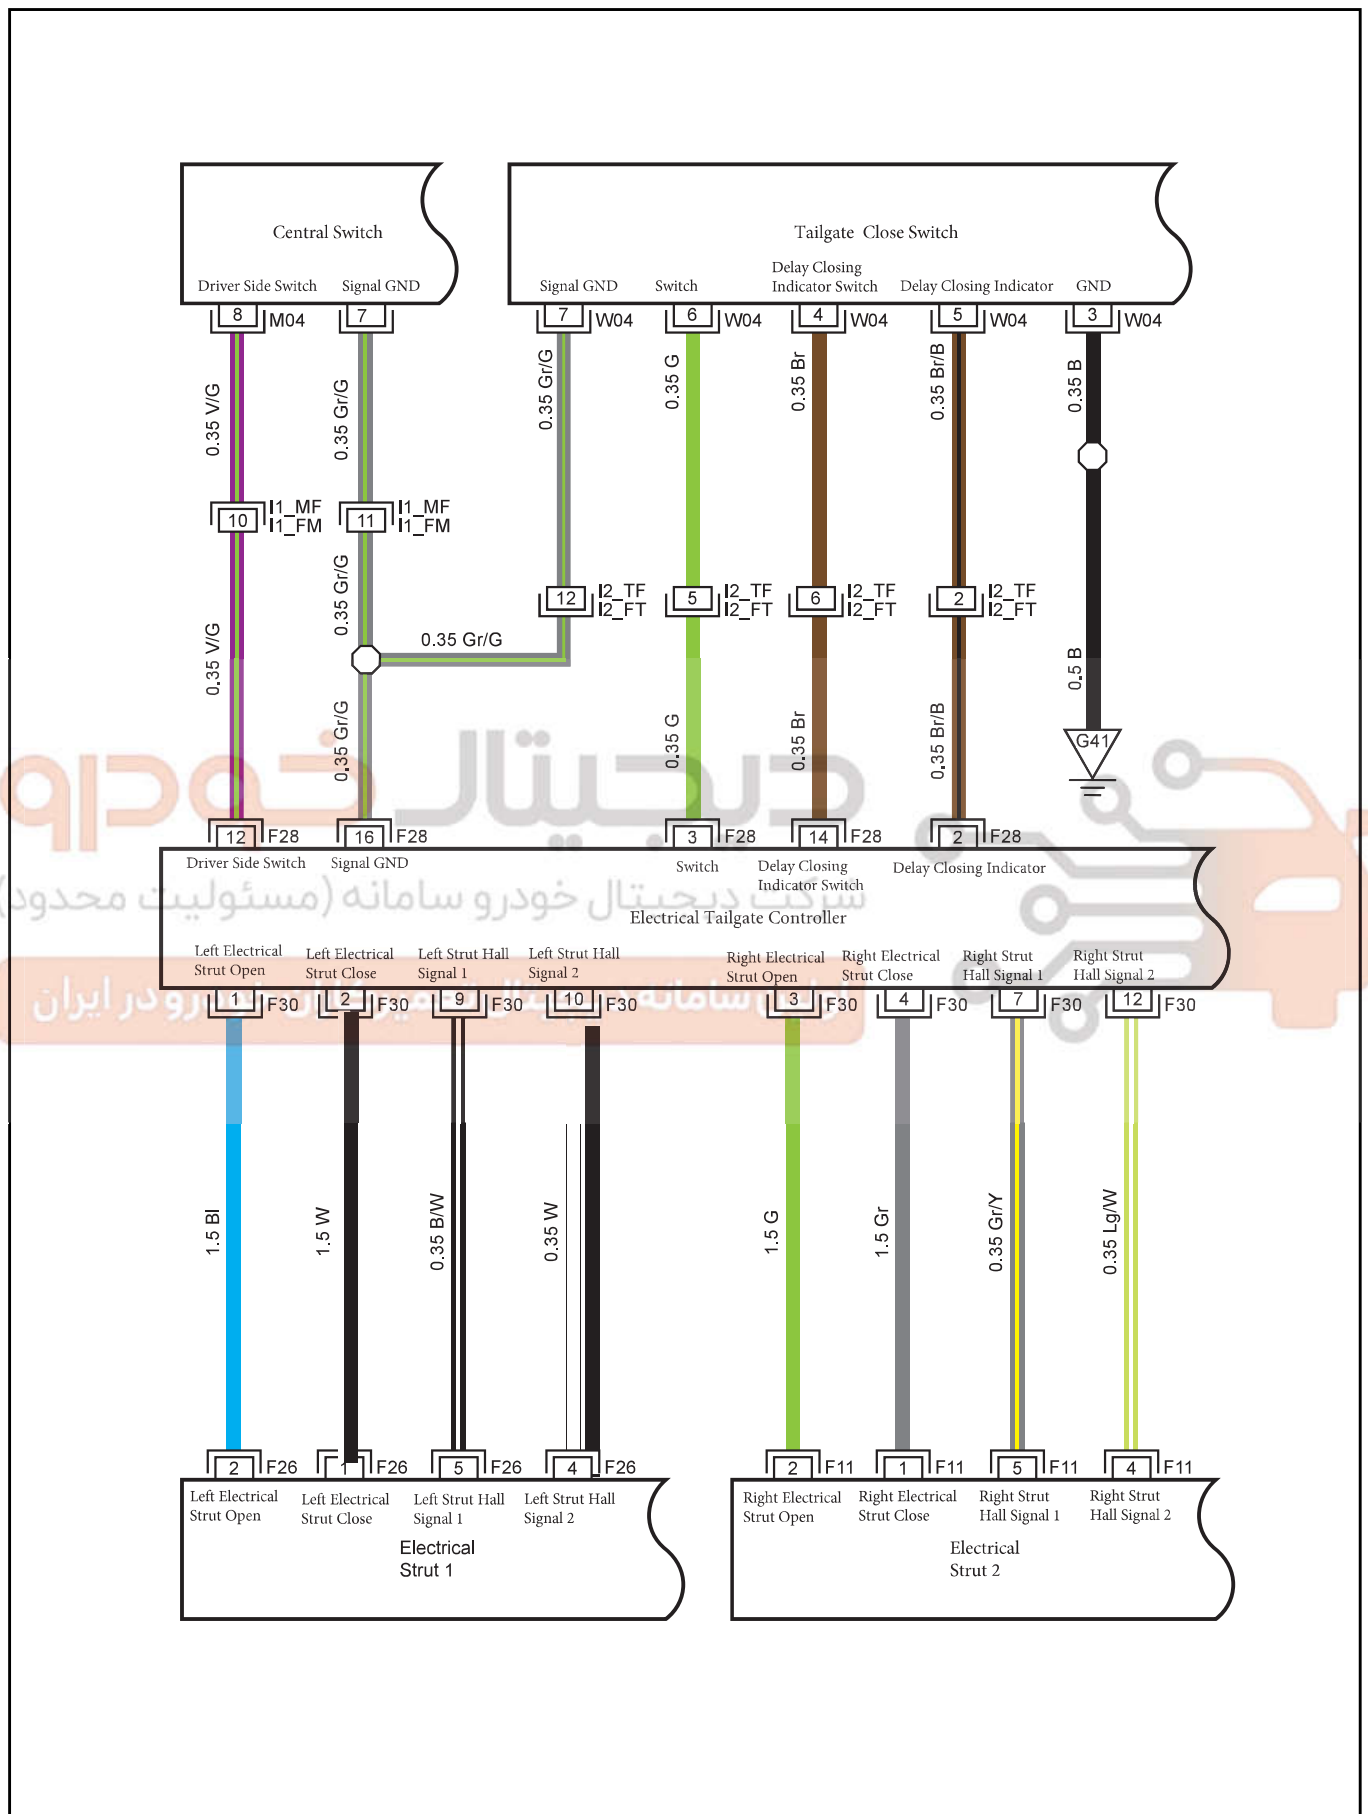 Central Switch
Driver Side Switch
Signal GND
8
M04
7
Tailgate Close Switch
Signal GND
Switch
Delay Closing
Indicator Switch
Delay Closing Indicator
GND
7
W04
6
W04
4
W04
5
W04
3
W04
0.35 V/G
0.35 Gr/G
0.35 Gr/G
0.35 G
0.35 Br
0.35 Br/B
0.35 B
10
I1_MF
I1_FM
11
I1_MF
I1_FM
12
I2_TF
I2_FT
5
I2_TF
I2_FT
6
I2_TF
I2_FT
2
I2_TF
I2_FT
0.35 V/G
0.35 Gr/G
0.35 Gr/G
0.35 Gr/G
0.35 G
0.35 Br
0.35 Br/B
0.5 B
G41
دیجیتال خودرو
12
F28
16
F28
3
F28
14
F28
2
F28
Driver Side Switch
Signal GND
Switch
Delay Closing
Indicator Switch
Delay Closing Indicator
شرکت دیجیتال خودرو سامانه (مسئولیت محدود)
Electrical Tailgate Controller
Left Electrical
Strut Open
Left Electrical
Strut Close
Left Strut Hall
Signal 1
Left Strut Hall
Signal 2
Right Electrical
Strut Open
Right Electrical
Strut Close
Right Strut
Hall Signal 1
Right Strut
Hall Signal 2
اولین سامانه دیجیتال تعمیرکاران خودرو در ایران
1
F30
2
F30
9
F30
10
F30
3
F30
4
F30
7
F30
12
F30
1.5 Bl
1.5 W
0.35 B/W
0.35 W
1.5 G
1.5 Gr
0.35 Gr/Y
0.35 Lg/W
2
F26
1
F26
5
F26
4
F26
2
F11
1
F11
5
F11
4
F11
Left Electrical
Strut Open
Left Electrical
Strut Close
Left Strut Hall
Signal 1
Left Strut Hall
Signal 2
Electrical
Strut 1
Right Electrical
Strut Open
Right Electrical
Strut Close
Right Strut
Hall Signal 1
Right Strut
Hall Signal 2
Electrical
Strut 2